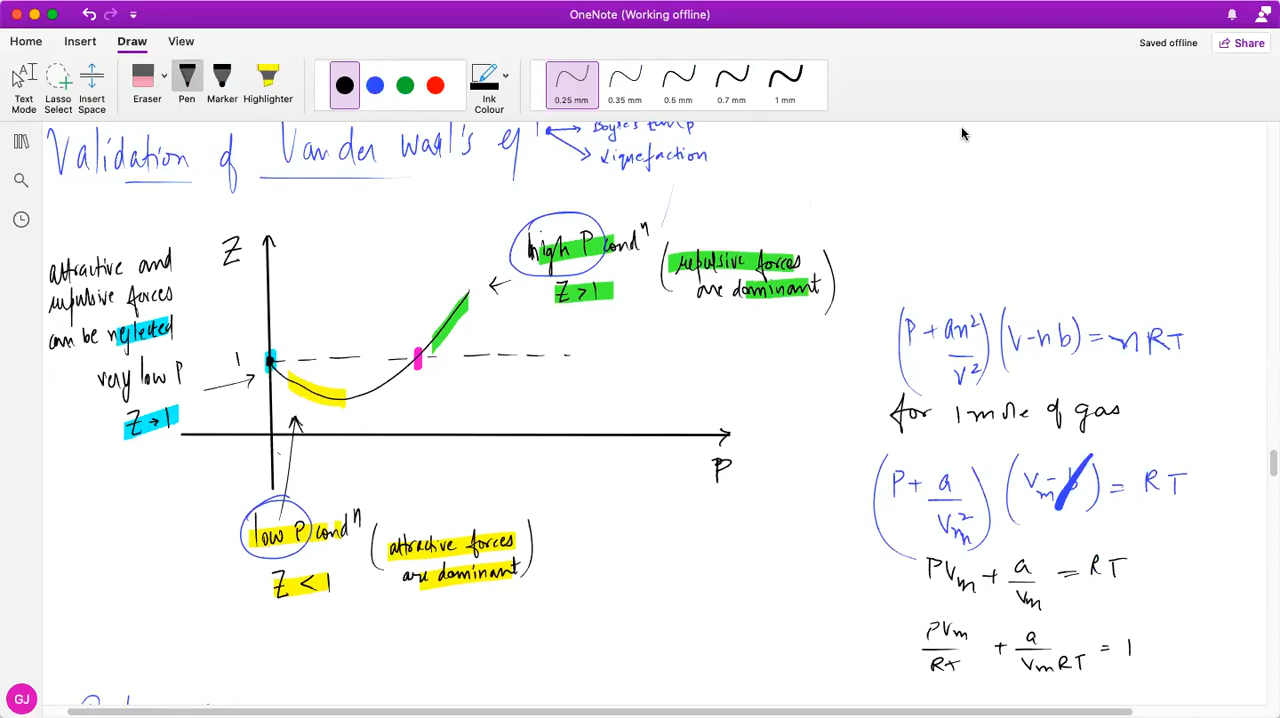 OneNote (Working offline)
Home Insert Draw View
Saved offline
Share
Text Mode
Lasso Select
Insert Space
Eraser
Pen
Marker
Highlighter
Ink Colour
0.25 mm 0.35 mm 0.5 mm 0.7 mm 1 mm
Validation of Vander waal's eqn
Liquefaction
Z
high P condⁿ
Z > 1
(repulsive forces
are dominant)
attractive and
repulsive forces
can be neglected
very low P
Z → 1
1
P
low P condⁿ
Z < 1
(attractive forces
are dominant)
(P + an²/V²) (V - nb) = nRT
for 1 mole of gas
(P + a/Vm²) (Vm - b) = RT
PVm + a/Vm = RT
PVm/RT + a/VmRT = 1
GJ